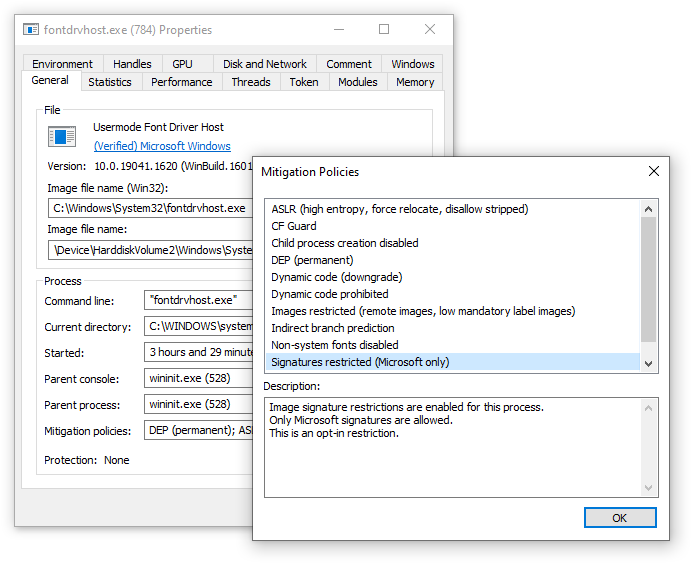 fontdrvhost.exe (784) Properties
Environment Handles GPU Disk and Network Comment Windows
General Statistics Performance Threads Token Modules Memory
File
Usermode Font Driver Host
(Verified) Microsoft Windows
Version: 10.0.19041.1620 (WinBuild.1601
Image file name (Win32):
C:\Windows\System32\fontdrvhost.exe
Image file name:
\Device\HarddiskVolume2\Windows\Syste
Process
Command line: "fontdrvhost.exe"
Current directory: C:\WINDOWS\system
Started: 3 hours and 29 minute
Parent console: wininit.exe (528)
Parent process: wininit.exe (528)
Mitigation policies: DEP (permanent); ASL
Protection: None
Mitigation Policies
ASLR (high entropy, force relocate, disallow stripped)
CF Guard
Child process creation disabled
DEP (permanent)
Dynamic code (downgrade)
Dynamic code prohibited
Images restricted (remote images, low mandatory label images)
Indirect branch prediction
Non-system fonts disabled
Signatures restricted (Microsoft only)
Description:
Image signature restrictions are enabled for this process.
Only Microsoft signatures are allowed.
This is an opt-in restriction.
OK